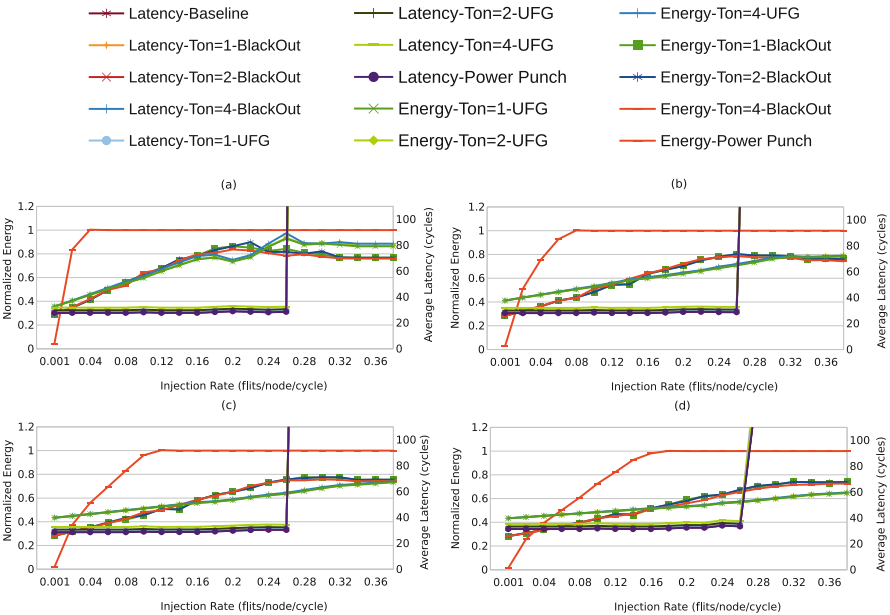 Latency-Baseline
Latency-Ton=2-UFG
Energy-Ton=4-UFG
Latency-Ton=1-BlackOut
Latency-Ton=4-UFG
Energy-Ton=1-BlackOut
Latency-Ton=2-BlackOut
Latency-Power Punch
Energy-Ton=2-BlackOut
Latency-Ton=4-BlackOut
Energy-Ton=1-UFG
Energy-Ton=4-BlackOut
Latency-Ton=1-UFG
Energy-Ton=2-UFG
Energy-Power Punch
(a)
1.2
1
0.8
0.6
0.4
0.2
0
Normalized Energy
100
80
60
40
20
0
Average Latency (cycles)
0.001 0.04 0.08 0.12 0.16 0.2 0.24 0.28 0.32 0.36
Injection Rate (flits/node/cycle)
(b)
1.2
1
0.8
0.6
0.4
0.2
0
Normalized Energy
100
80
60
40
20
0
Average Latency (cycles)
0.001 0.04 0.08 0.12 0.16 0.2 0.24 0.28 0.32 0.36
Injection Rate (flits/node/cycle)
(c)
1.2
1
0.8
0.6
0.4
0.2
0
Normalized Energy
100
80
60
40
20
0
Average Latency (cycles)
0.001 0.04 0.08 0.12 0.16 0.2 0.24 0.28 0.32 0.36
Injection Rate (flits/node/cycle)
(d)
1.2
1
0.8
0.6
0.4
0.2
0
Normalized Energy
100
80
60
40
20
0
Average Latency (cycles)
0.001 0.04 0.08 0.12 0.16 0.2 0.24 0.28 0.32 0.36
Injection Rate (flits/node/cycle)